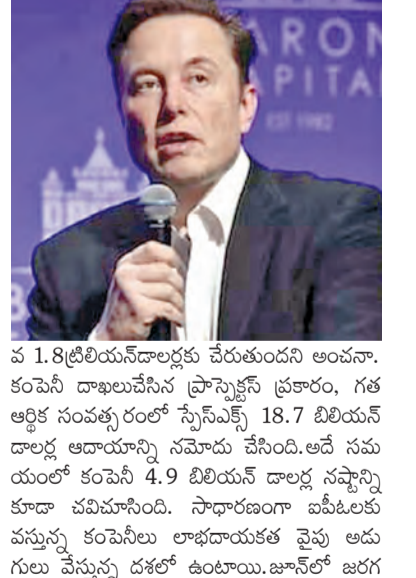 ARON
CAPITA
EST 1982
వ 1.8ట్రిలియన్‌డాలర్లకు చేరుతుందని అంచనా.
కంపెనీ దాఖలుచేసిన ప్రాస్పెక్టస్ ప్రకారం, గత
ఆర్థిక సంవత్సరంలో స్పేస్‌ఎక్స్ 18.7 బిలియన్
డాలర్ల ఆదాయాన్ని నమోదు చేసింది.అదే సమ
యంలో కంపెనీ 4.9 బిలియన్ డాలర్ల నష్టాన్ని
కూడా చవిచూసింది. సాధారణంగా ఐపీఓలకు
వస్తున్న కంపెనీలు లాభదాయకత వైపు అడు
గులు వేస్తున్న దశలో ఉంటాయి.జూన్‌లో జరగ